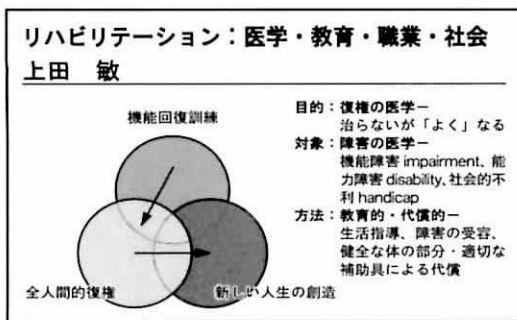 リハビリテーション：医学・教育・職業・社会
上田　敏
機能回復訓練
全人間的復権
新しい人生の創造
目的：復権の医学－
治らないが「よく」なる
対象：障害の医学－
機能障害 impairment、能
力障害 disability、社会的不
利 handicap
方法：教育的・代償的－
生活指導、障害の受容、
健全な体の部分・適切な
補助具による代償